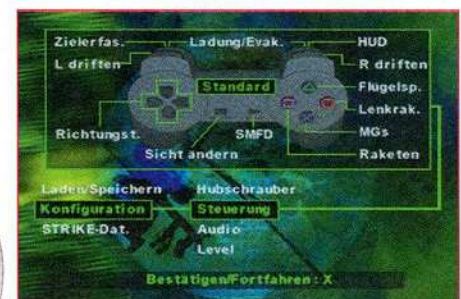 Zielerfas. Ladung/Evak. HUD
L driften R driften
Standard Flügelsp.
Lenkrak.
Richtungst. SMFD MGs
Sicht ändern Raketen
Laden/Speichern Hubschrauber
Konfiguration Steuerung
STRIKE-Dat. Audio
Level
Bestätigen/Fortfahren : X